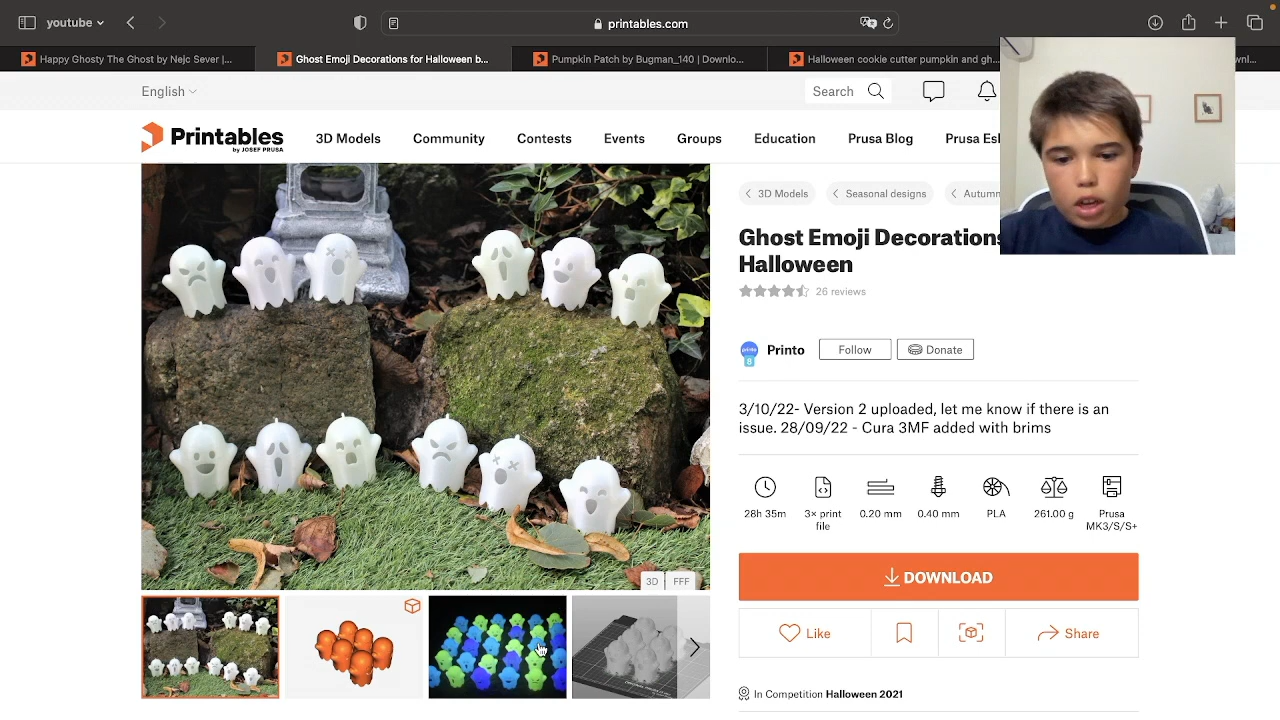 youtube
printables.com
Happy Ghosty The Ghost by Nejc Sever |...
Ghost Emoji Decorations for Halloween b...
Pumpkin Patch by Bugman_140 | Downlo...
Halloween cookie cutter pumpkin and gh...
wnl...
English
Search
Printables
by JOSEF PRUSA
3D Models
Community
Contests
Events
Groups
Education
Prusa Blog
Prusa Es
3D Models
Seasonal designs
Autumn
Ghost Emoji Decorations
Halloween
26 reviews
printo
8
Printo
Follow
Donate
3/10/22- Version 2 uploaded, let me know if there is an
issue. 28/09/22 - Cura 3MF added with brims
28h 35m
3× print
file
0.20 mm
0.40 mm
PLA
261.00 g
Prusa
MK3/S/S+
3D
FFF
DOWNLOAD
Like
Share
In Competition Halloween 2021